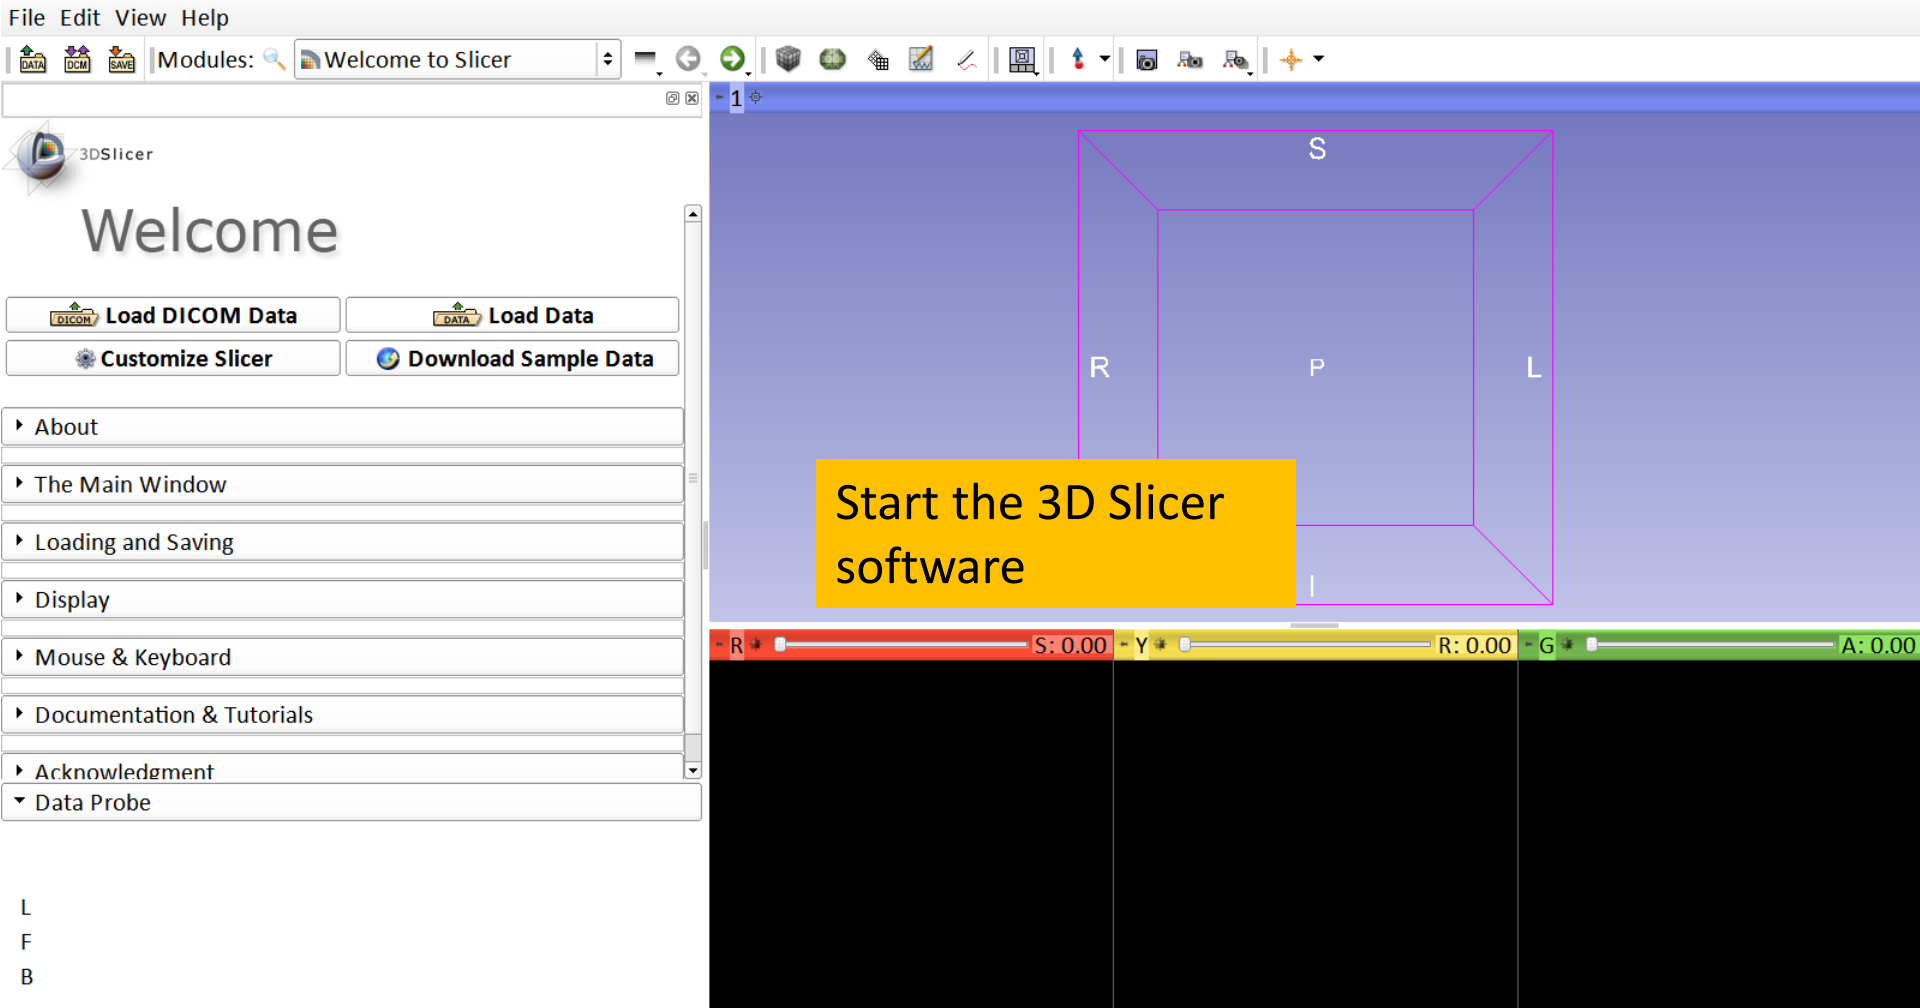 File Edit View Help
DATA DCM SAVE Modules: Welcome to Slicer
1
3DSlicer
Welcome
DICOM Load DICOM Data
DATA Load Data
Customize Slicer
Download Sample Data
About
The Main Window
Loading and Saving
Display
Mouse & Keyboard
Documentation & Tutorials
Acknowledgment
Data Probe
L
F
B
S
R P L
I
Start the 3D Slicer
software
R S: 0.00
Y R: 0.00
G A: 0.00